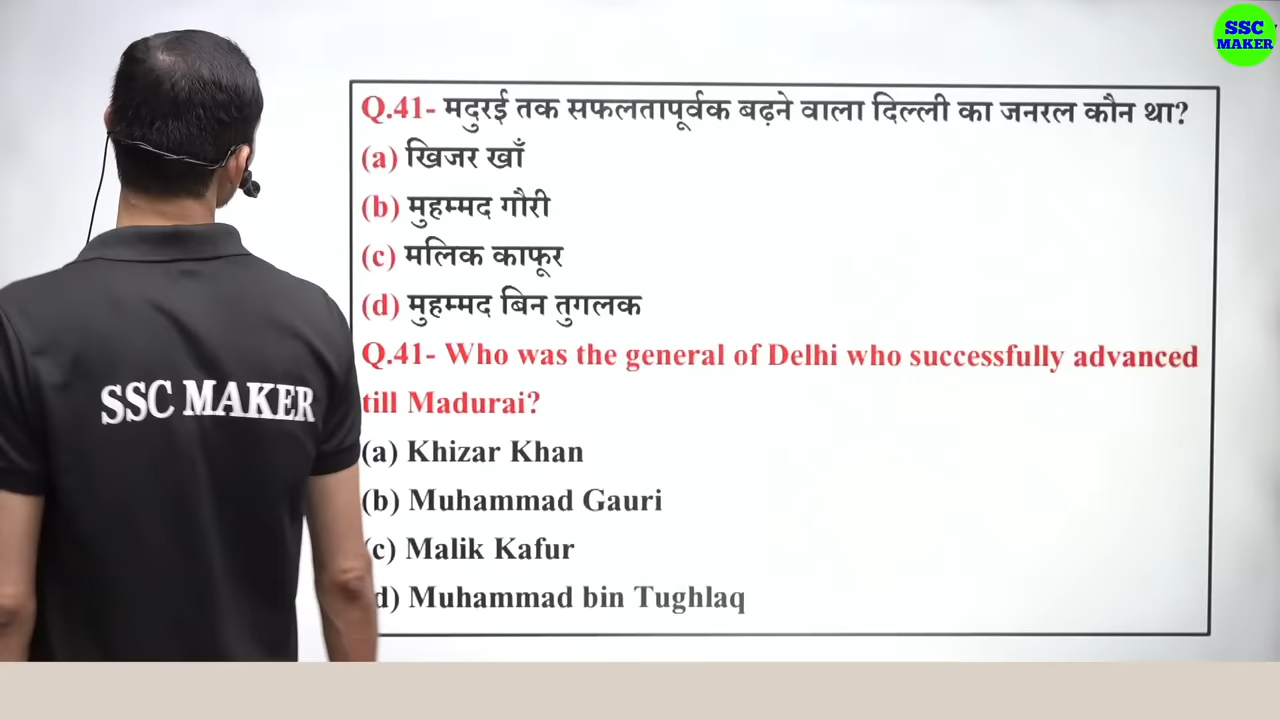 SSC
MAKER
Q.41- मदुरई तक सफलतापूर्वक बढ़ने वाला दिल्ली का जनरल कौन था?
(a) खिजर खाँ
(b) मुहम्मद गौरी
(c) मलिक काफूर
(d) मुहम्मद बिन तुगलक
Q.41- Who was the general of Delhi who successfully advanced
till Madurai?
(a) Khizar Khan
(b) Muhammad Gauri
(c) Malik Kafur
d) Muhammad bin Tughlaq
SSC MAKER